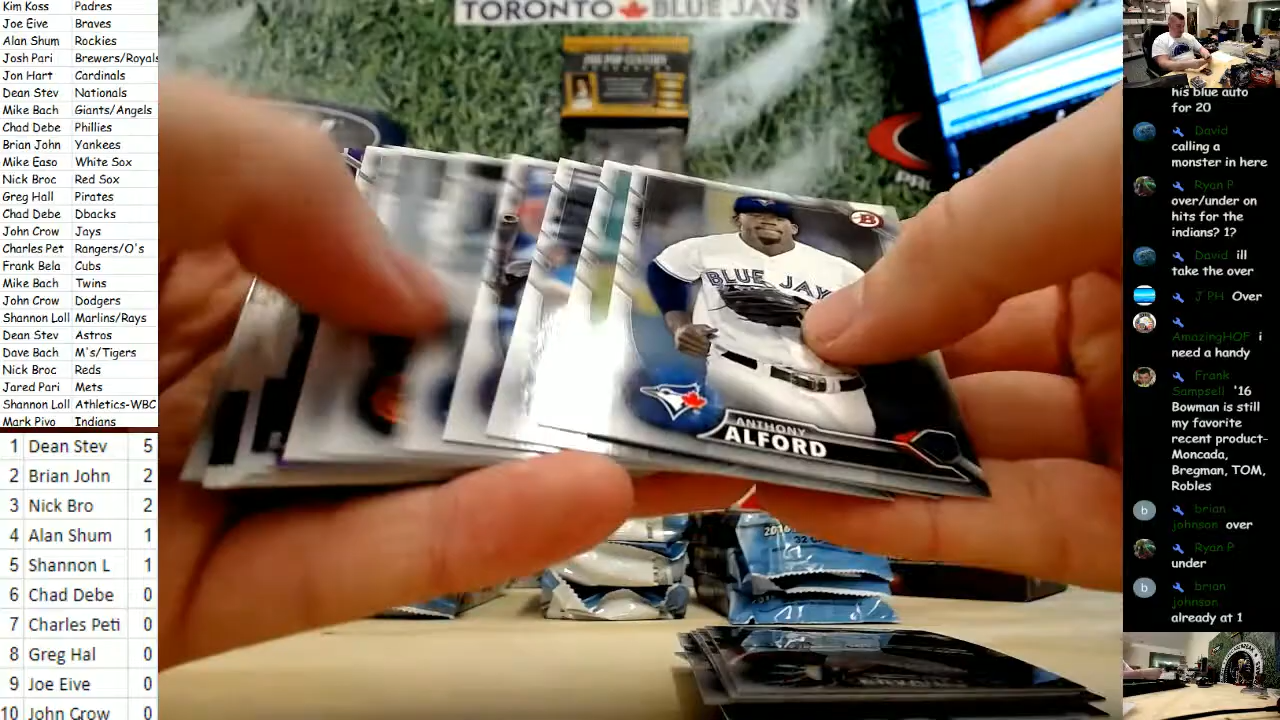 Kim Koss Padres
Joe Eive Braves
Alan Shum Rockies
Josh Pari Brewers/Royals
Jon Hart Cardinals
Dean Stev Nationals
Mike Bach Giants/Angels
Chad Debe Phillies
Brian John Yankees
Mike Easo White Sox
Nick Broc Red Sox
Greg Hall Pirates
Chad Debe Dbacks
John Crow Jays
Charles Pet Rangers/O's
Frank Bela Cubs
Mike Bach Twins
John Crow Dodgers
Shannon Loll Marlins/Rays
Dean Stev Astros
Dave Bach M's/Tigers
Nick Broc Reds
Jared Pari Mets
Shannon Loll Athletics-WBC
Mark Pivo Indians
1 Dean Stev 5
2 Brian John 2
3 Nick Bro 2
4 Alan Shum 1
5 Shannon L 1
6 Chad Debe 0
7 Charles Peti 0
8 Greg Hal 0
9 Joe Eive 0
10 John Crow 0
TORONTO BLUE JAYS
PRO
B
BLUE JAY
ANTHONY
ALFORD
2016
32 C
his blue auto
for 20
David
calling a
monster in here
Ryan P
over/under on
hits for the
indians? 1?
David ill
take the over
J PH Over
AmazingHOF i
need a handy
Frank
Sampsell '16
Bowman is still
my favorite
recent product-
Moncada,
Bregman, TOM,
Robles
brian
johnson over
Ryan P
under
brian
johnson
already at 1
b
b